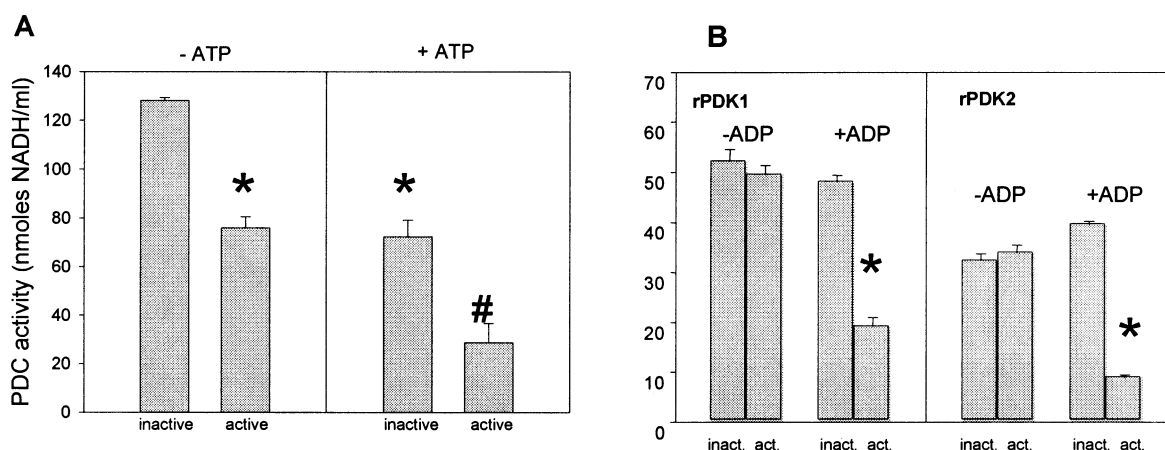 A
- ATP + ATP
PDC activity (nmoles NADH/ml)
140
120
100
80
60
40
20
0
*
*
#
inactive active inactive active
B
70
60
50
40
30
20
10
0
rPDK1 rPDK2
-ADP +ADP
-ADP +ADP
*
*
inact. act. inact. act. inact. act. inact. act.